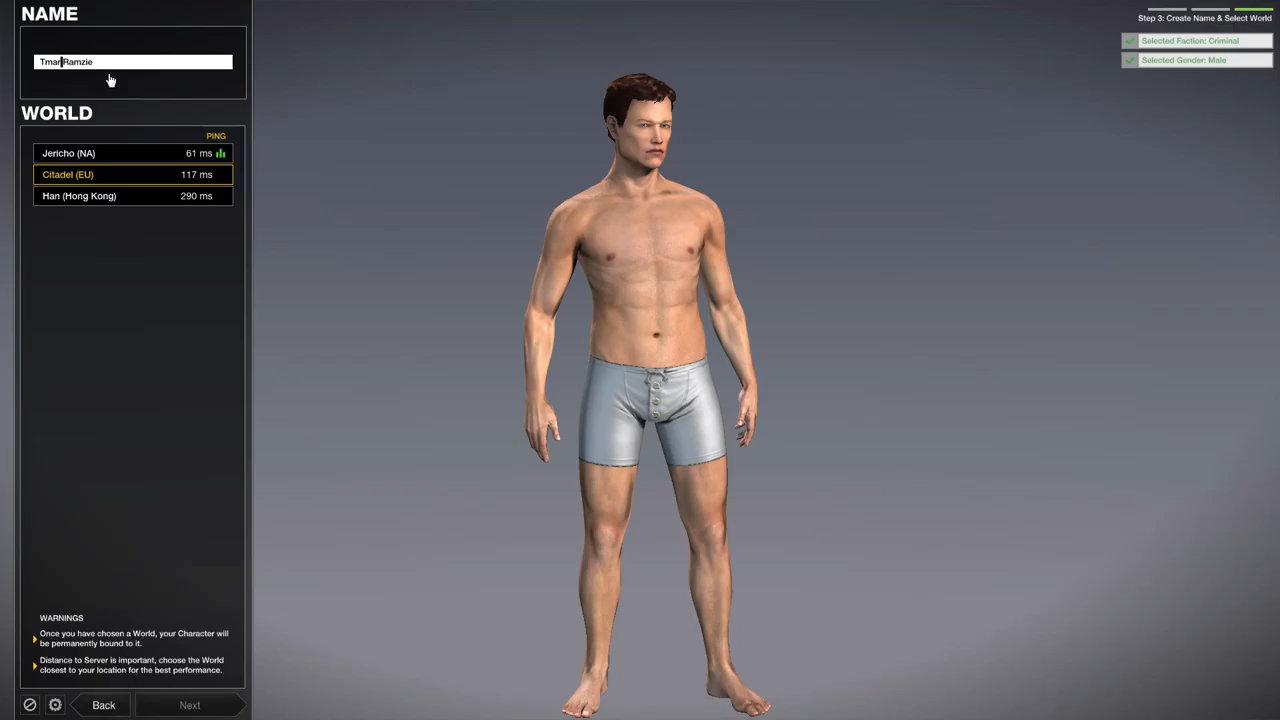 NAME
Tmar Ramzie
WORLD
PING
Jericho (NA) 61 ms
Citadel (EU) 117 ms
Han (Hong Kong) 290 ms
WARNINGS
Once you have chosen a World, your Character will
be permanently bound to it.
Distance to Server is important, choose the World
closest to your location for the best performance.
Back
Next
Step 3: Create Name & Select World
Selected Faction: Criminal
Selected Gender: Male